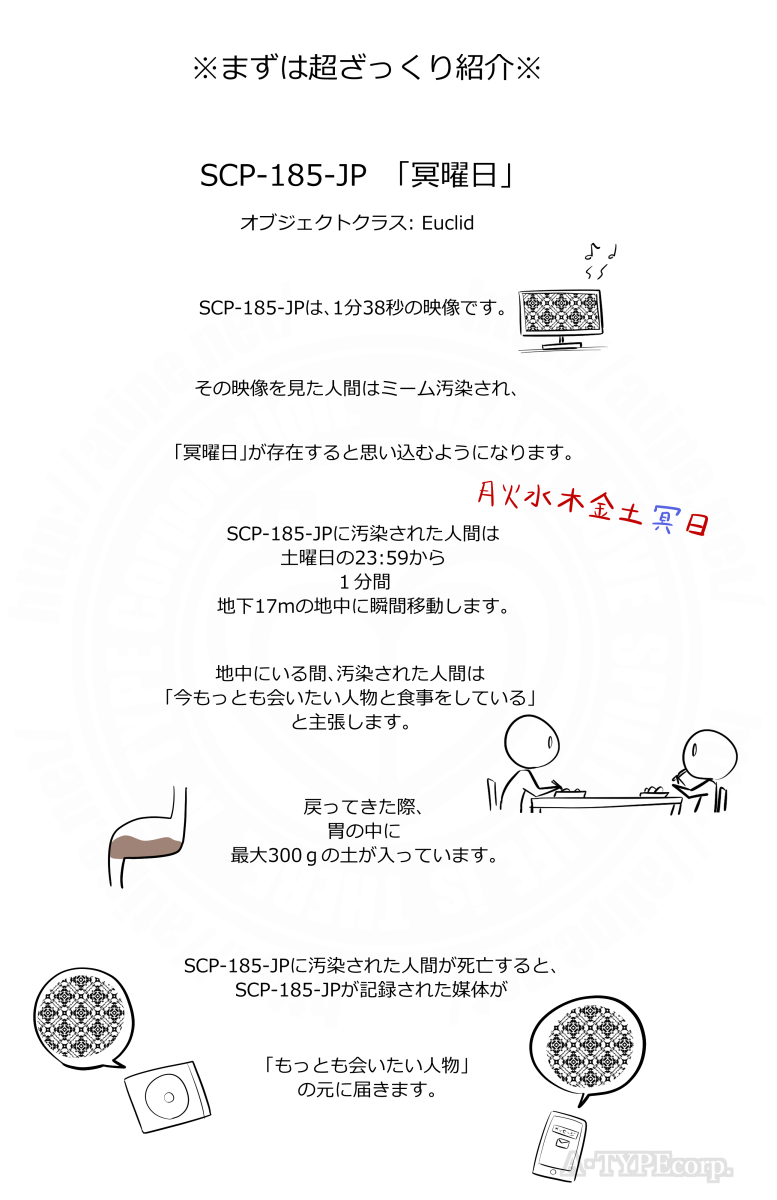 ※まずは超ざっくり紹介※
SCP-185-JP 「冥曜日」
オブジェクトクラス: Euclid
SCP-185-JPは、1分38秒の映像です。
その映像を見た人間はミーム汚染され、
「冥曜日」が存在すると思い込むようになります。
月火水木金土冥日
SCP-185-JPに汚染された人間は
土曜日の23:59から
１分間
地下17mの地中に瞬間移動します。
地中にいる間、汚染された人間は
「今もっとも会いたい人物と食事をしている」
と主張します。
戻ってきた際、
胃の中に
最大300ｇの土が入っています。
SCP-185-JPに汚染された人間が死亡すると、
SCP-185-JPが記録された媒体が
「もっとも会いたい人物」
の元に届きます。
A・TYPEcorp.